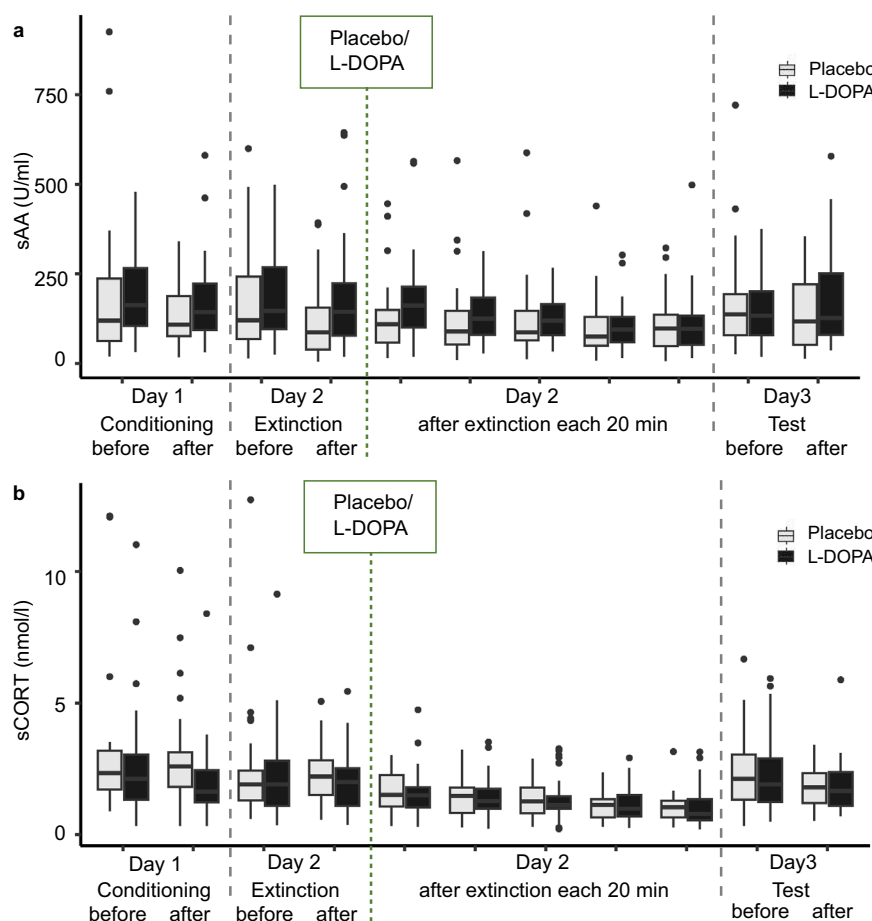 a
Placebo/
L-DOPA
Placebo
L-DOPA
sAA (U/ml)
750
500
250
0
Day 1
Day 2
Day 2
Day3
Conditioning
Extinction
after extinction each 20 min
Test
before after
before after
before after
b
Placebo/
L-DOPA
Placebo
L-DOPA
sCORT (nmol/l)
10
5
0
Day 1
Day 2
Day 2
Day3
Conditioning
Extinction
after extinction each 20 min
Test
before after
before after
before after